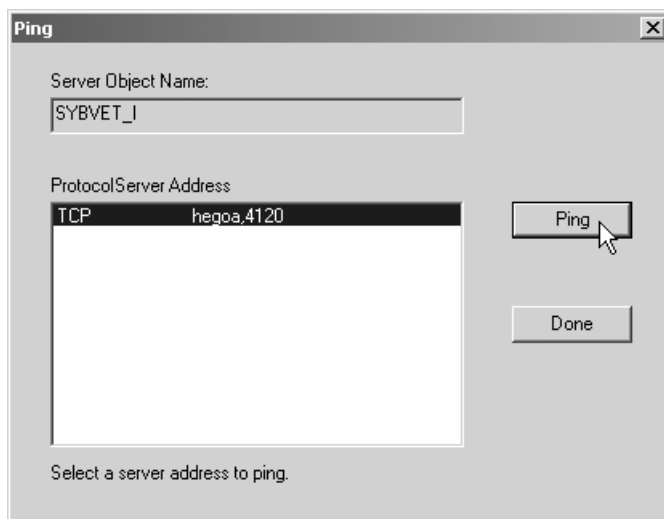 Ping
Server Object Name:
SYBVET_I
ProtocolServer Address
TCP hegoa,4120
Ping
Done
Select a server address to ping.